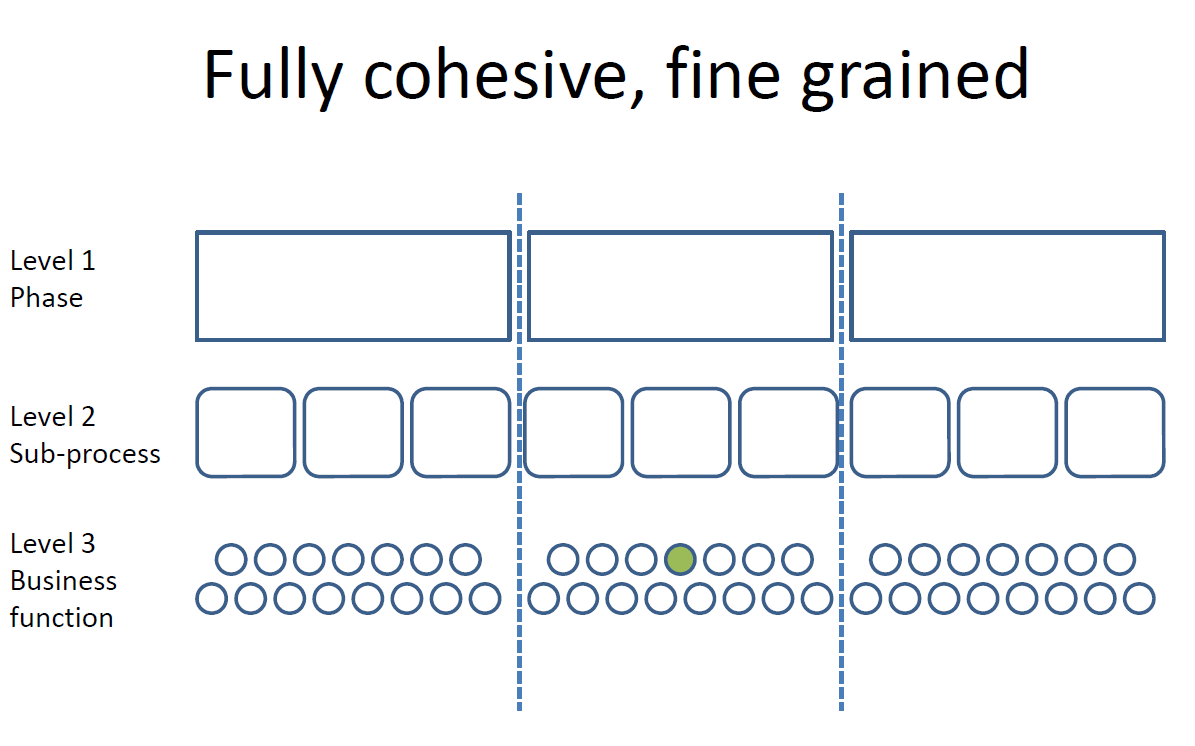 Fully cohesive, fine grained
Level 1
Phase
Level 2
Sub-process
Level 3
Business
function